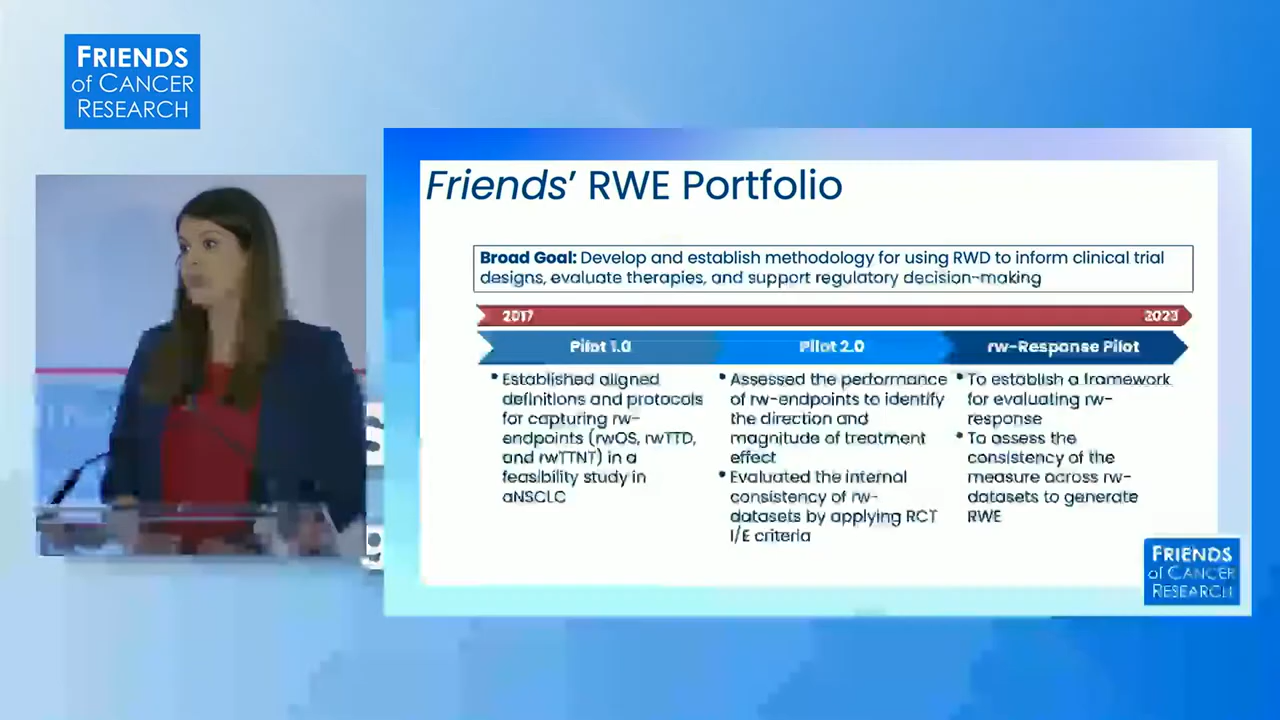 FRIENDS
of CANCER
RESEARCH
Friends' RWE Portfolio
Broad Goal: Develop and establish methodology for using RWD to inform clinical trial
designs, evaluate therapies, and support regulatory decision-making
2017
2023
Pilot 1.0
Pilot 2.0
rw-Response Pilot
• Established aligned
definitions and protocols
for capturing rw-
endpoints (rwOS, rwTTD,
and rwTTNT) in a
feasibility study in
aNSCLC
• Assessed the performance
of rw-endpoints to identify
the direction and
magnitude of treatment
effect
• Evaluated the internal
consistency of rw-
datasets by applying RCT
I/E criteria
• To establish a framework
for evaluating rw-
response
• To assess the
consistency of the
measure across rw-
datasets to generate
RWE
FRIENDS
of CANCER
RESEARCH